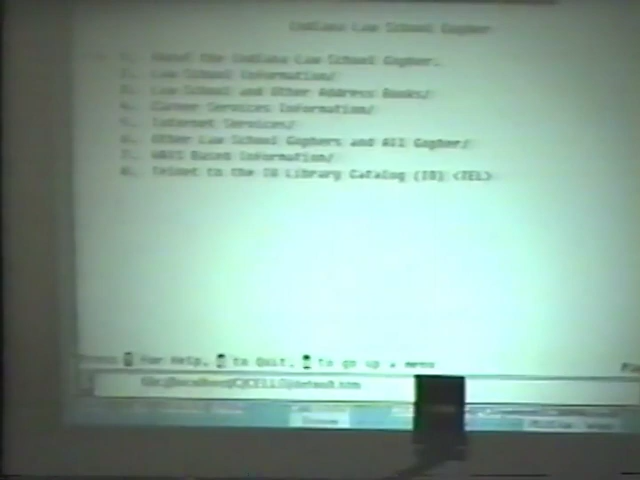 Indiana Law School Gopher
1. About the Indiana Law School Gopher.
2. Law School Information/
3. Law School and Other Address Books/
4. Career Services Information/
5. Internet Services/
6. Other Law School Gophers and All Gopher/
7. WAIS Based Information/
8. Telnet to the IU Library Catalog (IO) <TEL>
Press ? for Help, to Quit, to go up a menu